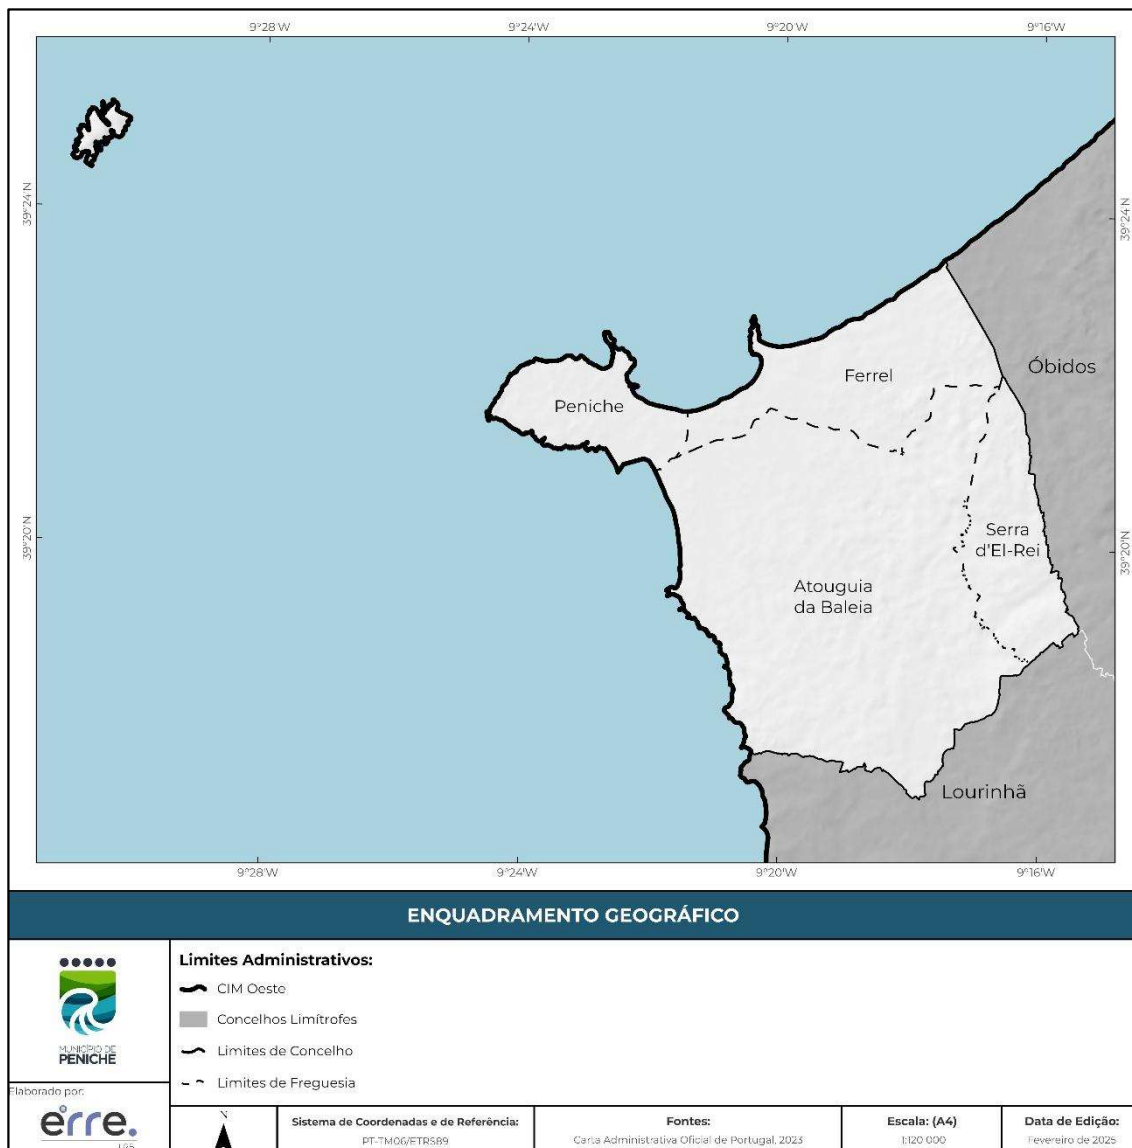 9°28'W
9°24'W
9°20'W
9°16'W
39°24'N
39°24'N
Óbidos
Ferrel
Peniche
39°20'N
39°20'N
Serra
d'El-Rei
Atouguia
da Baleia
Lourinhã
9°28'W
9°24'W
9°20'W
9°16'W
ENQUADRAMENTO GEOGRÁFICO
MUNICÍPIO DE
PENICHE
Limites Administrativos:
CIM Oeste
Concelhos Limítrofes
Limites de Concelho
Limites de Freguesia
Elaborado por:
erre.
N
Sistema de Coordenadas e de Referência:
PT-TM06/ETRS89
Fontes:
Carta Administrativa Oficial de Portugal, 2023
Escala: (A4)
1:120 000
Data de Edição:
Fevereiro de 2025